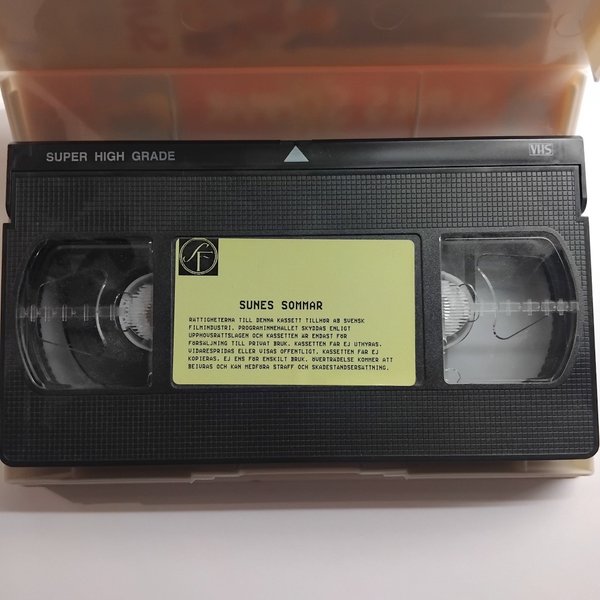 SUPER HIGH GRADE
VHS
SF
SUNES SOMMAR
RATTIGHETERNA TILL DENNA KASSETT TILLHOR AB SVENSK
FILMINDUSTRI. PROGRAMINNEHALLET SKYDDAS ENLIGT
UPPHOVSRATTSLAGEN OCH KASSETTEN AR ENDAST FOR
FORSALJNING TILL PRIVAT BRUK. KASSETTEN FAR EJ UTHYRAS.
VIDARESPRIDAS ELLER VISAS OFFENTLIGT. KASSETTEN FAR EJ
KOPIERAS. EJ ENS FOR ENSKILT BRUK. OVERTRADELSE KOMMER ATT
BEIVRAS OCH KAN MEDFORA STRAFF OCH SKADESTANDSERSATTNING.